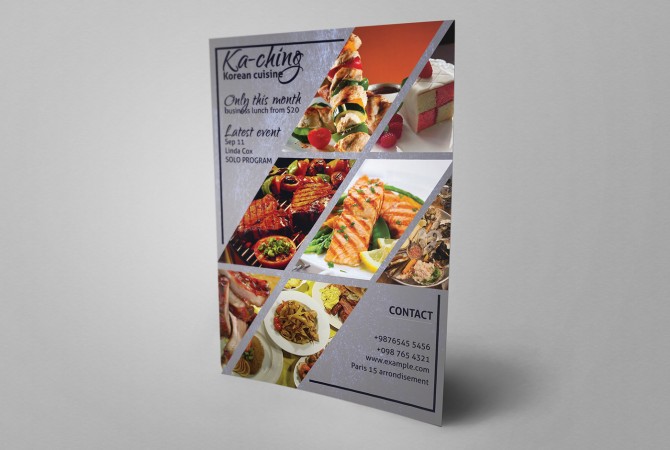 Ka-ching
Korean cuisine
Only this month
business lunch from $20
Latest event
Sep 11
Linda Cox
SOLO PROGRAM
CONTACT
+9876545 5456
+098 765 4321
www.example.com
Paris 15 arrondisement